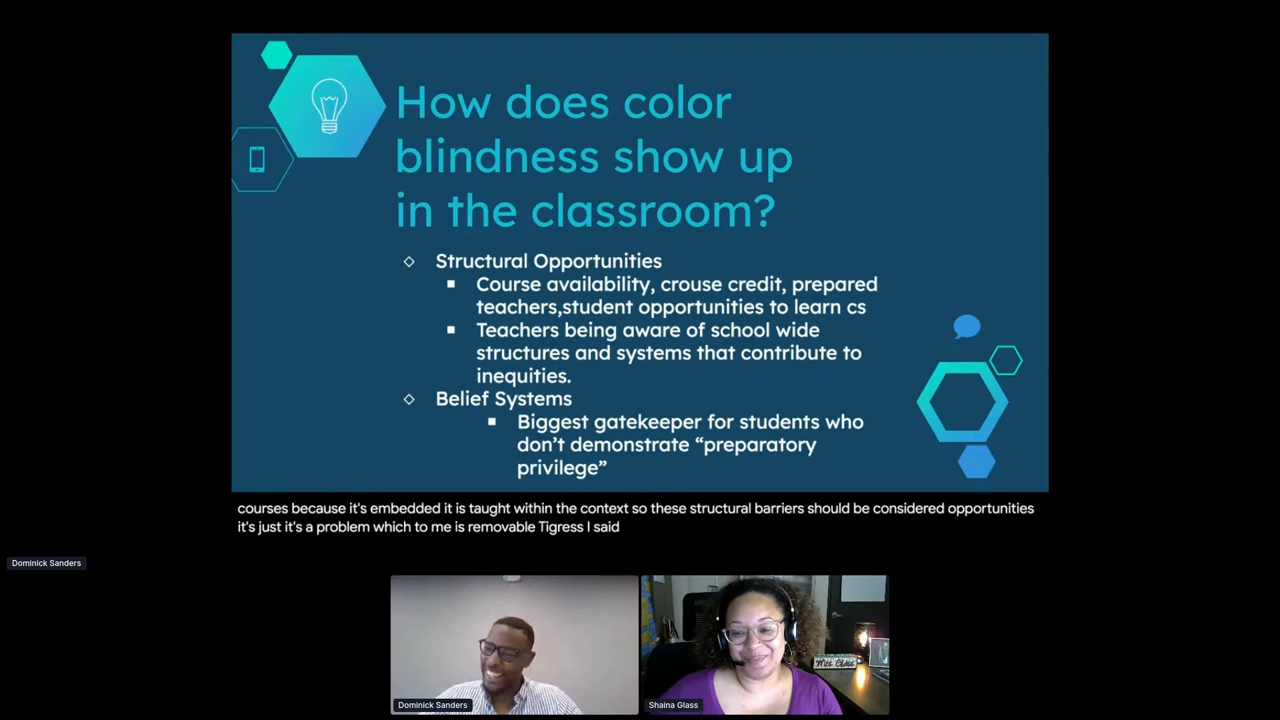 How does color
blindness show up
in the classroom?
Structural Opportunities
Course availability, crouse credit, prepared
teachers,student opportunities to learn cs
Teachers being aware of school wide
structures and systems that contribute to
inequities.
Belief Systems
Biggest gatekeeper for students who
don't demonstrate “preparatory
privilege”
courses because it's embedded it is taught within the context so these structural barriers should be considered opportunities
it's just it's a problem which to me is removable Tigress I said
Dominick Sanders
Mrs. Glass
Dominick Sanders
Shaina Glass